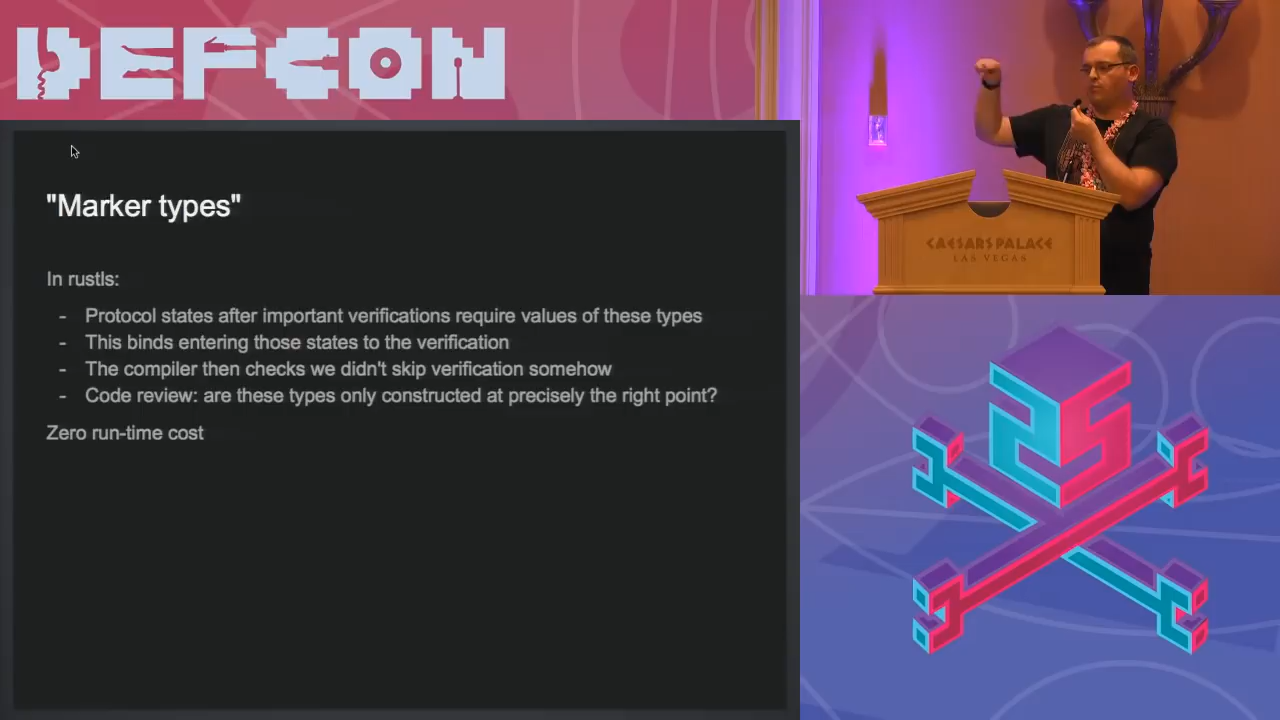 DEFCON
"Marker types"
In rustls:
- Protocol states after important verifications require values of these types
- This binds entering those states to the verification
- The compiler then checks we didn't skip verification somehow
- Code review: are these types only constructed at precisely the right point?
Zero run-time cost
CAESARS PALACE
LAS VEGAS
25